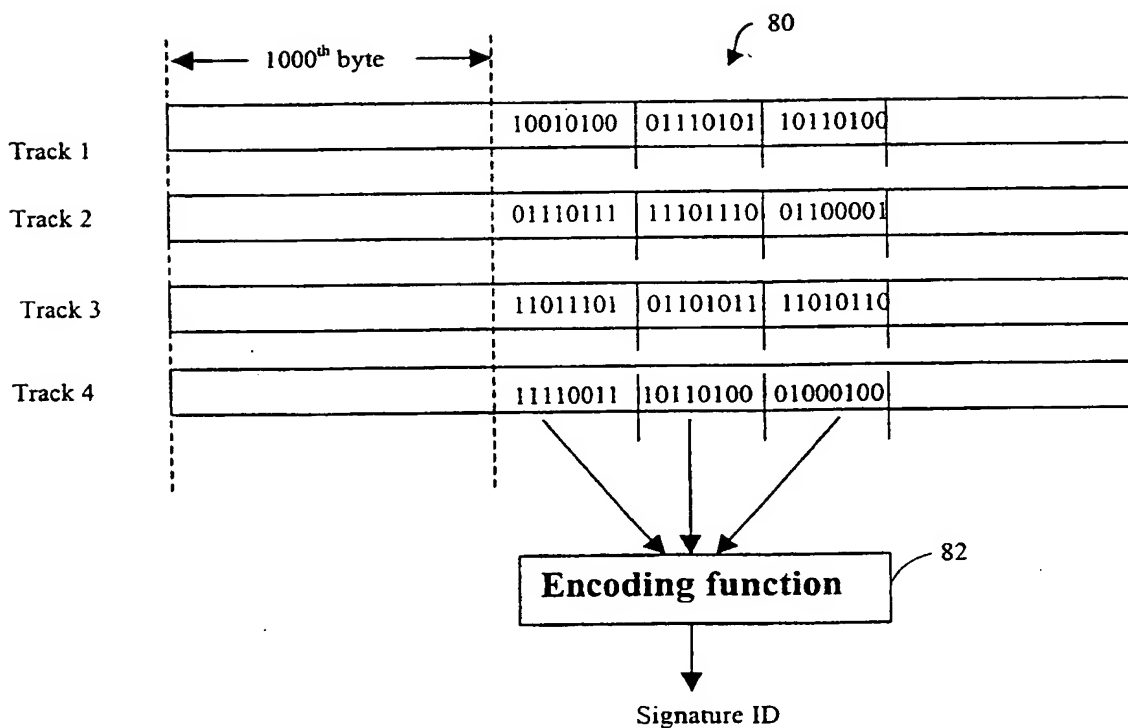 80
1000th byte
Track 1 10010100 01110101 10110100
Track 2 01110111 11101110 01100001
Track 3 11011101 01101011 11010110
Track 4 11110011 10110100 01000100
82
Encoding function
Signature ID